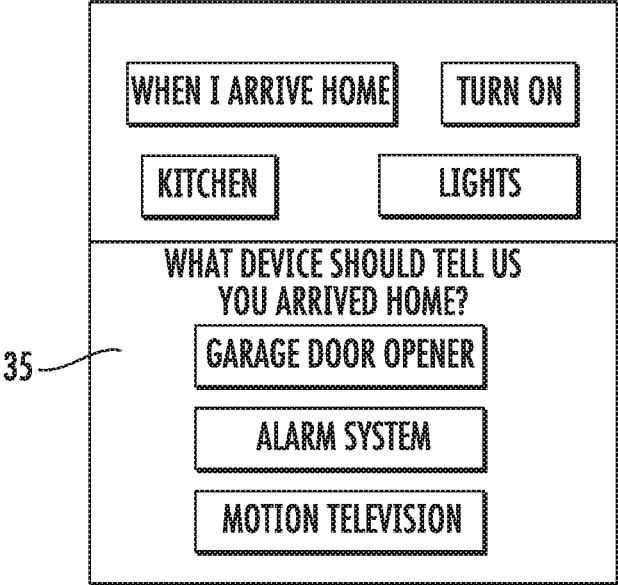 WHEN I ARRIVE HOME TURN ON
KITCHEN LIGHTS
WHAT DEVICE SHOULD TELL US
YOU ARRIVED HOME?
35
GARAGE DOOR OPENER
ALARM SYSTEM
MOTION TELEVISION